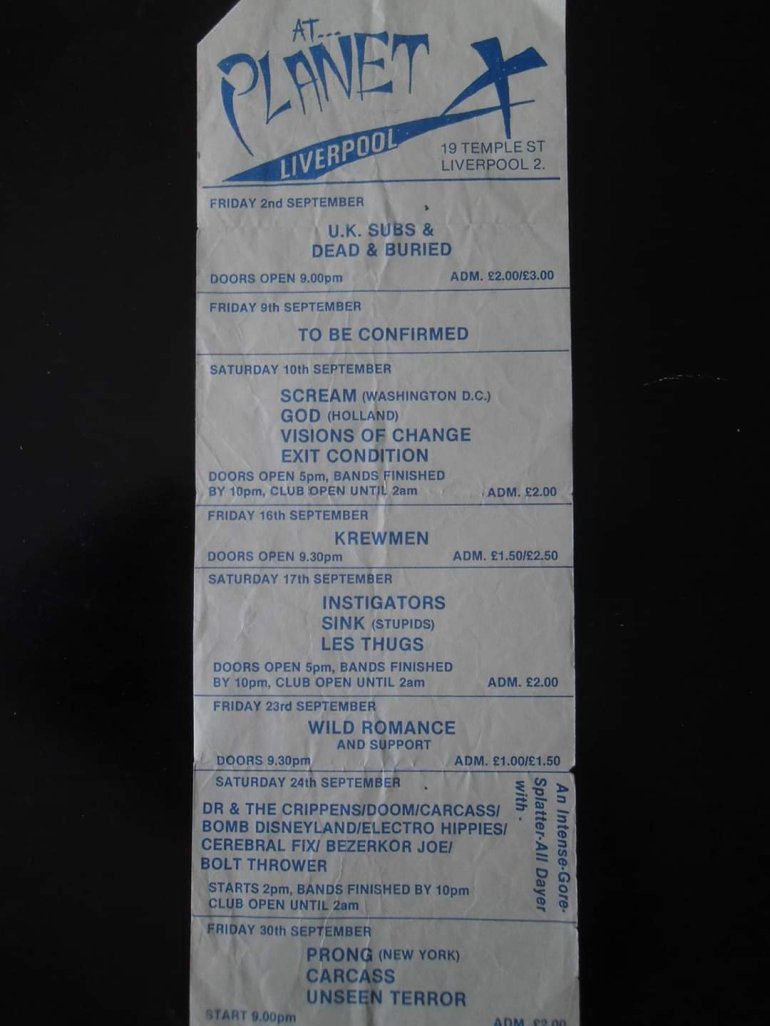 AT...
PLANET X
LIVERPOOL
19 TEMPLE ST
LIVERPOOL 2.
FRIDAY 2nd SEPTEMBER
U.K. SUBS &
DEAD & BURIED
DOORS OPEN 9.00pm ADM. £2.00/£3.00
FRIDAY 9th SEPTEMBER
TO BE CONFIRMED
SATURDAY 10th SEPTEMBER
SCREAM (WASHINGTON D.C.)
GOD (HOLLAND)
VISIONS OF CHANGE
EXIT CONDITION
DOORS OPEN 5pm, BANDS FINISHED
BY 10pm, CLUB OPEN UNTIL 2am ADM. £2.00
FRIDAY 16th SEPTEMBER
KREWMEN
DOORS OPEN 9.30pm ADM. £1.50/£2.50
SATURDAY 17th SEPTEMBER
INSTIGATORS
SINK (STUPIDS)
LES THUGS
DOORS OPEN 5pm, BANDS FINISHED
BY 10pm, CLUB OPEN UNTIL 2am ADM. £2.00
FRIDAY 23rd SEPTEMBER
WILD ROMANCE
AND SUPPORT
DOORS 9.30pm ADM. £1.00/£1.50
SATURDAY 24th SEPTEMBER
An Intense-Gore-
Splatter-All Dayer
with -
DR & THE CRIPPENS/DOOM/CARCASS/
BOMB DISNEYLAND/ELECTRO HIPPIES/
CEREBRAL FIX/ BEZERKOR JOE/
BOLT THROWER
STARTS 2pm, BANDS FINISHED BY 10pm
CLUB OPEN UNTIL 2am
FRIDAY 30th SEPTEMBER
PRONG (NEW YORK)
CARCASS
UNSEEN TERROR
START 9.00pm ADM. £2.00